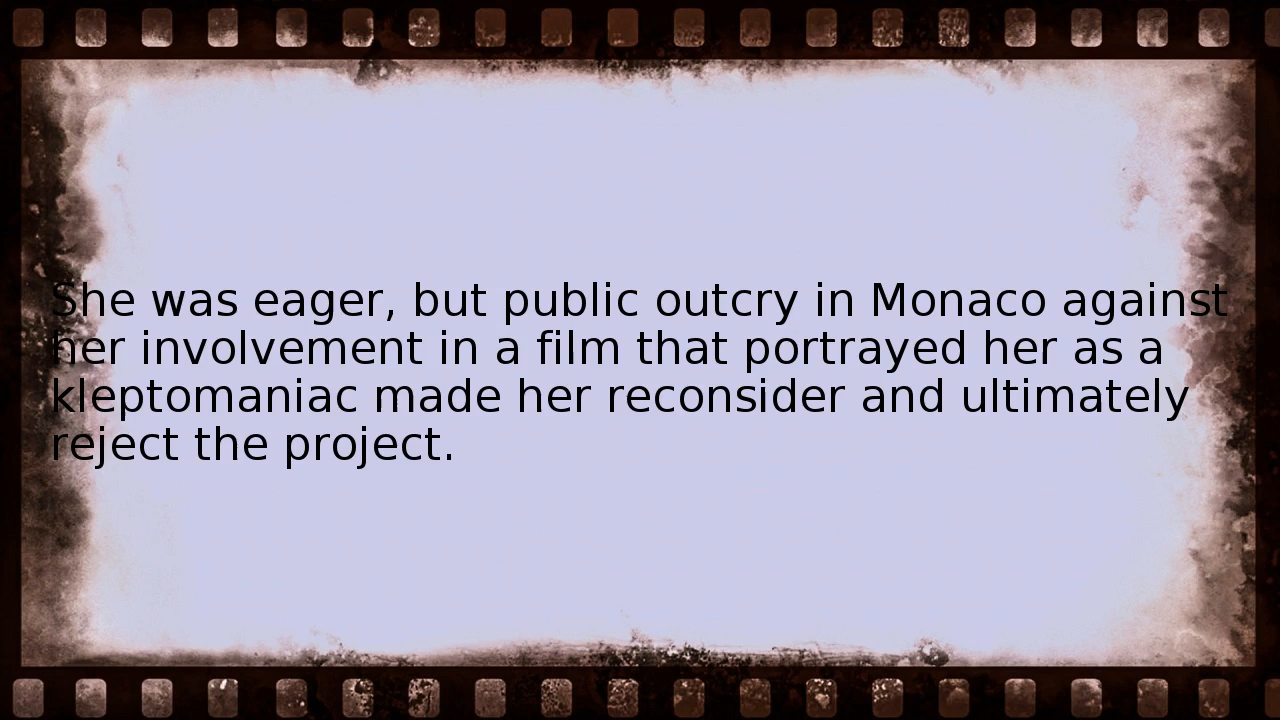 She was eager, but public outcry in Monaco against
her involvement in a film that portrayed her as a
kleptomaniac made her reconsider and ultimately
reject the project.